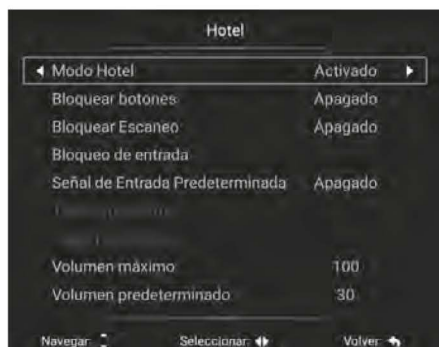 Hotel
Modo Hotel Activado
Bloquear botones Apagado
Bloquear Escaneo Apagado
Bloqueo de entrada
Señal de Entrada Predeterminada Apagado
Volumen máximo 100
Volumen predeterminado 30
Navegar: Seleccionar: Volver: